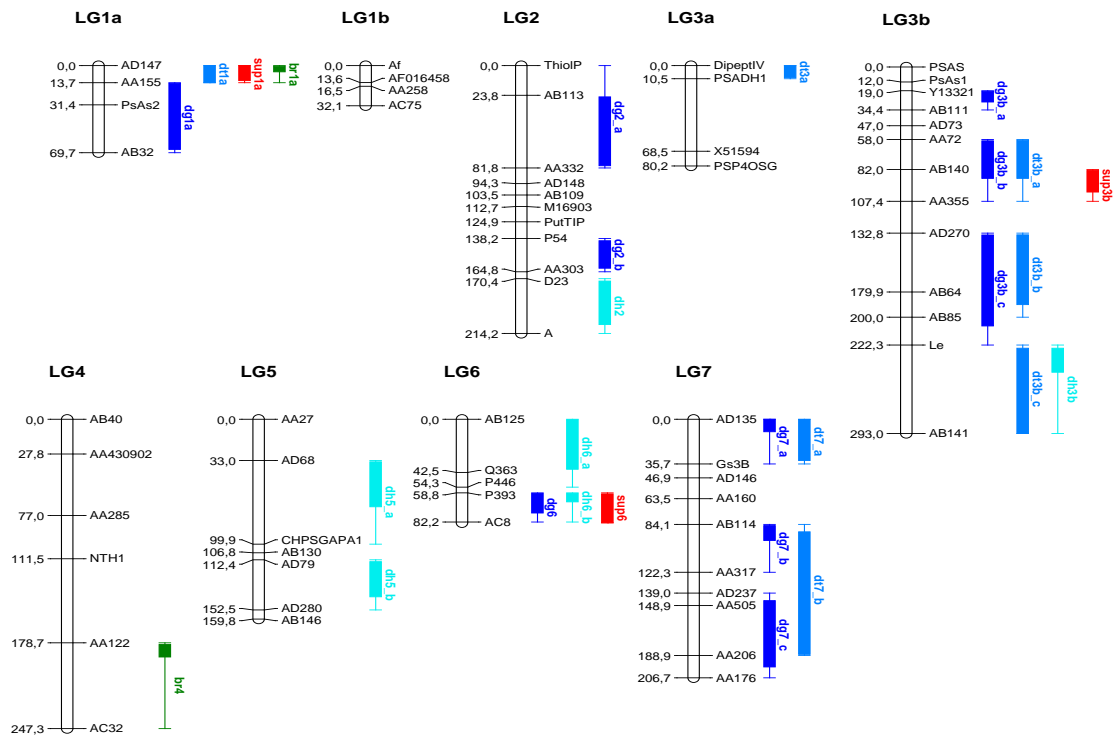 LG1a
0,0 AD147
13,7 AA155
31,4 PsAs2
69,7 AB32
dg1a
dt1a
sup1a
br1a
LG1b
0,0 Af
13,6 AF016458
16,5 AA258
32,1 AC75
LG2
0,0 ThiolP
23,8 AB113
81,8 AA332
94,3 AD148
103,5 AB109
112,7 M16903
124,9 PutTIP
138,2 P54
164,8 AA303
170,4 D23
214,2 A
dg2_a
dg2_b
dh2
LG3a
0,0 DipeptIV
10,5 PSADH1
68,5 X51594
80,2 PSP4OSG
dt3a
LG3b
0,0 PSAS
12,0 PsAs1
19,0 Y13321
34,4 AB111
47,0 AD73
58,0 AA72
82,0 AB140
107,4 AA355
132,8 AD270
179,9 AB64
200,0 AB85
222,3 Le
293,0 AB141
dg3b_a
dg3b_b
dg3b_c
dt3b_a
dt3b_b
dt3b_c
dh3b
sup3b
LG4
0,0 AB40
27,8 AA430902
77,0 AA285
111,5 NTH1
178,7 AA122
247,3 AC32
br4
LG5
0,0 AA27
33,0 AD68
99,9 CHPSGAPA1
106,8 AB130
112,4 AD79
152,5 AD280
159,8 AB146
dh5_a
dh5_b
LG6
0,0 AB125
42,5 Q363
54,3 P446
58,8 P393
82,2 AC8
dg6
dh6_a
dh6_b
sup6
LG7
0,0 AD135
35,7 Gs3B
46,9 AD146
63,5 AA160
84,1 AB114
122,3 AA317
139,0 AD237
148,9 AA505
188,9 AA206
206,7 AA176
dg7_a
dg7_b
dg7_c
dt7_a
dt7_b